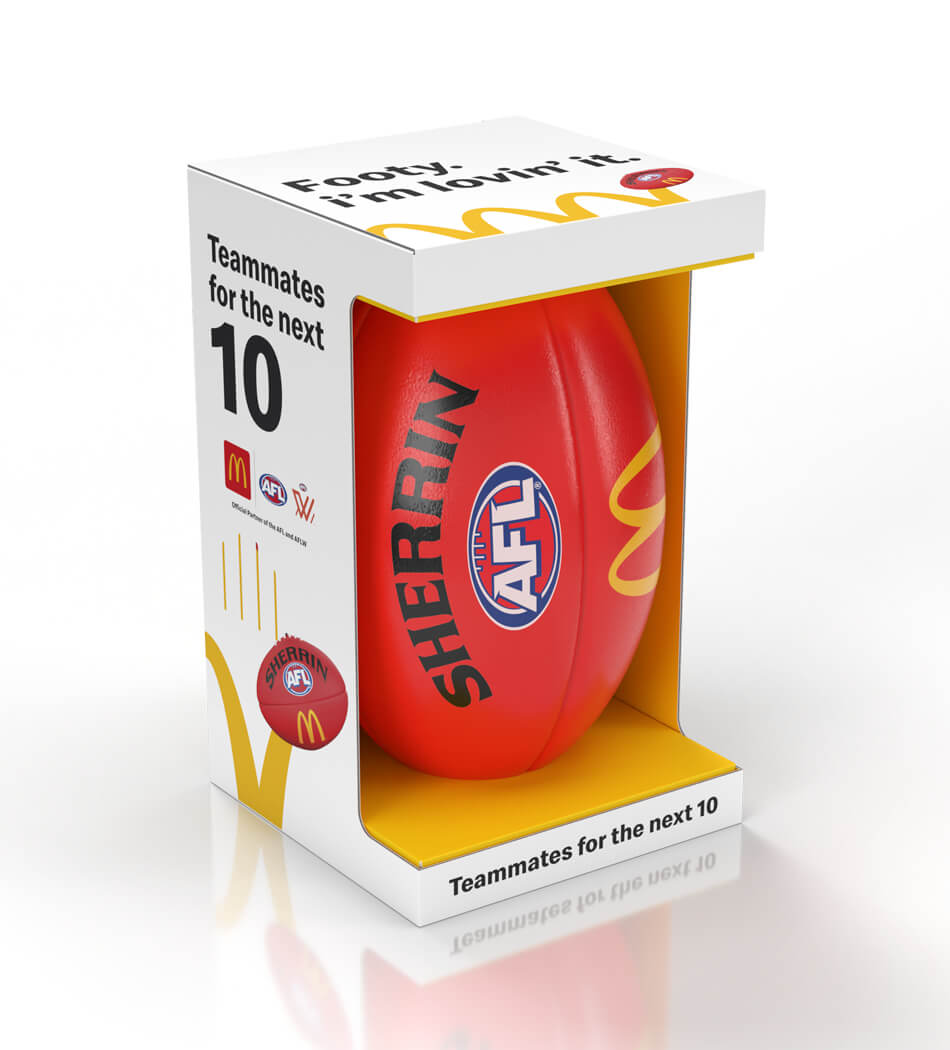 Footy.
i'm lovin' it.
AFL
Teammates
for the next
10
AFL
Official Partner of the AFL and AFLW
SHERRIN
AFL
SHERRIN
AFL®
Teammates for the next 10